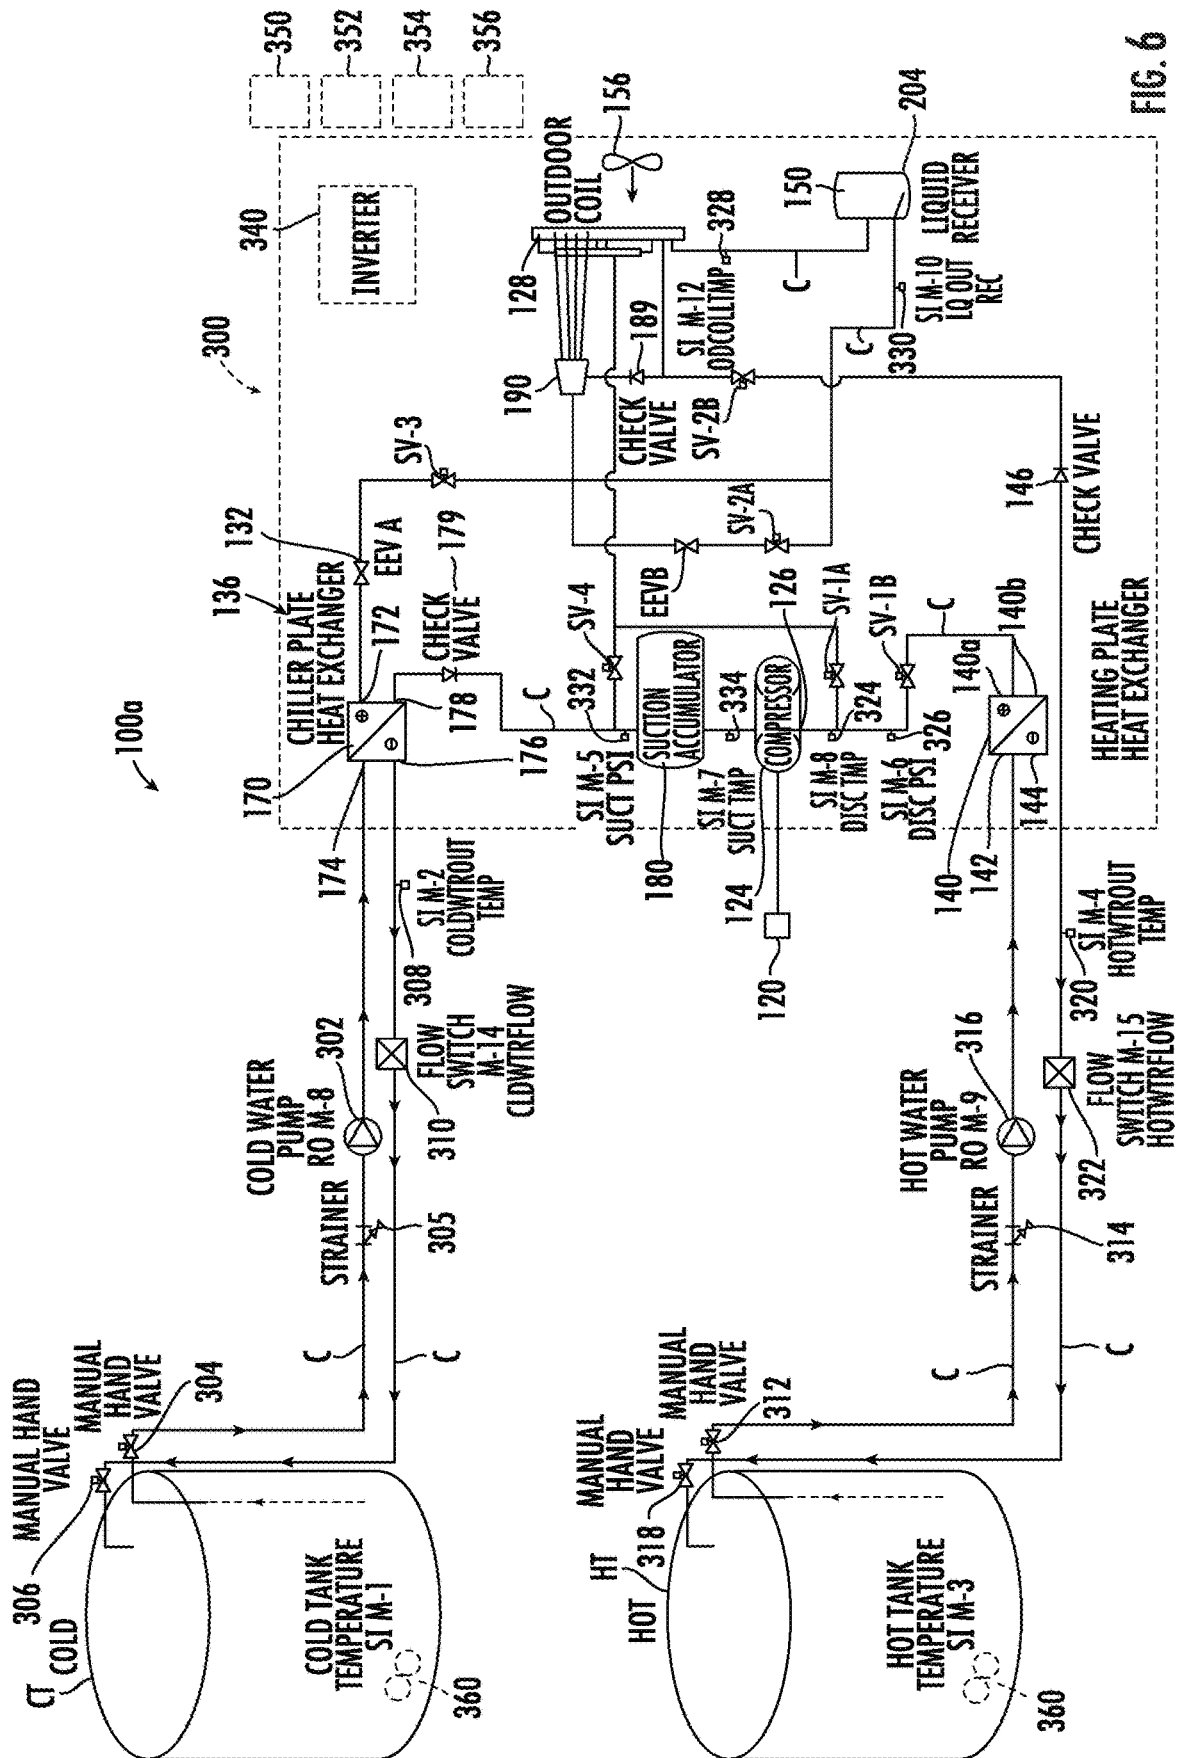 100a
300
136
132
CHILLER PLATE
HEAT EXCHANGER
EEV A
172
170
174
178
176
CHECK
VALVE
179
SV-3
340
INVERTER
350
352
354
356
OUTDOOR
COIL
156
128
190
189
CHECK
VALVE
SV-2B
SI M-12
ODCOLLTMP
328
C
150
204
LIQUID
RECEIVER
SI M-10
LQ OUT
REC
330
C
SV-2A
EEVB
SV-4
332
SI M-5
SUCT PSI
C
SUCTION
ACCUMULATOR
180
334
SI M-7
SUCT TMP
COMPRESSOR
126
124
120
SV-1A
SV-1B
324
SI M-8
DISC TMP
326
SI M-6
DISC PSI
C
140a
140b
140
142
144
146
CHECK VALVE
HEATING PLATE
HEAT EXCHANGER
SI M-2
COLDWTROUT
TEMP
308
COLD WATER
PUMP
RO M-8
302
FLOW
SWITCH
M-14
CLDWTRFLOW
310
STRAINER
305
C
C
MANUAL HAND
VALVE
306
MANUAL
HAND
VALVE
304
CT
COLD
COLD TANK
TEMPERATURE
SI M-1
360
SI M-4
HOTWTROUT
TEMP
320
HOT WATER
PUMP
RO M-9
316
FLOW
SWITCH M-15
HOTWTRFLOW
322
STRAINER
314
C
C
MANUAL
HAND
VALVE
318
MANUAL
HAND
VALVE
312
HT
HOT
HOT TANK
TEMPERATURE
SI M-3
360
FIG. 6